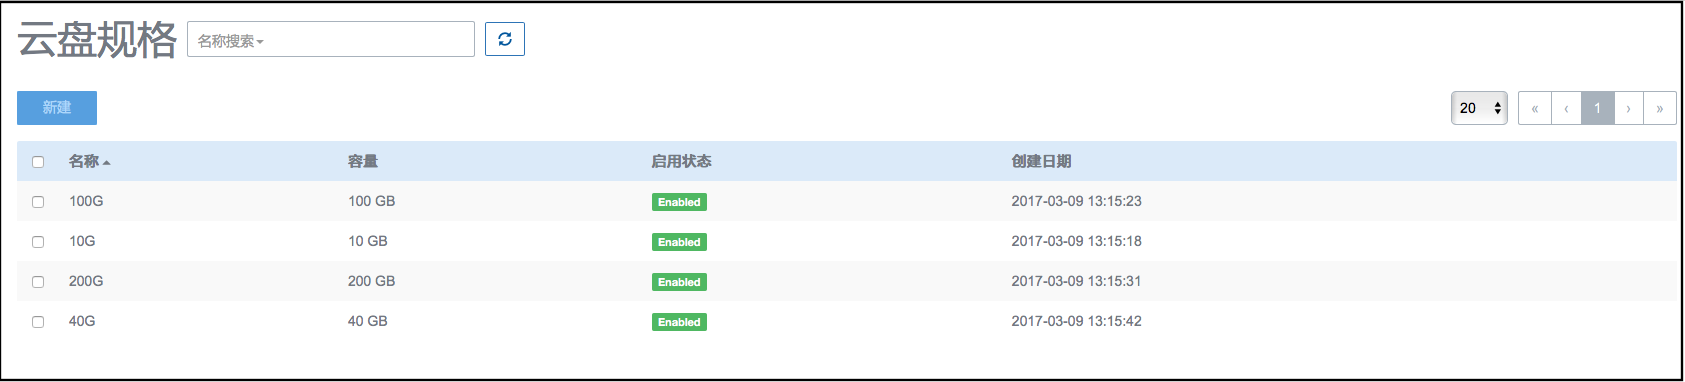 云盘规格 名称搜索
新建 20 « ‹ 1 › »
名称 容量 启用状态 创建日期
100G 100 GB Enabled 2017-03-09 13:15:23
10G 10 GB Enabled 2017-03-09 13:15:18
200G 200 GB Enabled 2017-03-09 13:15:31
40G 40 GB Enabled 2017-03-09 13:15:42